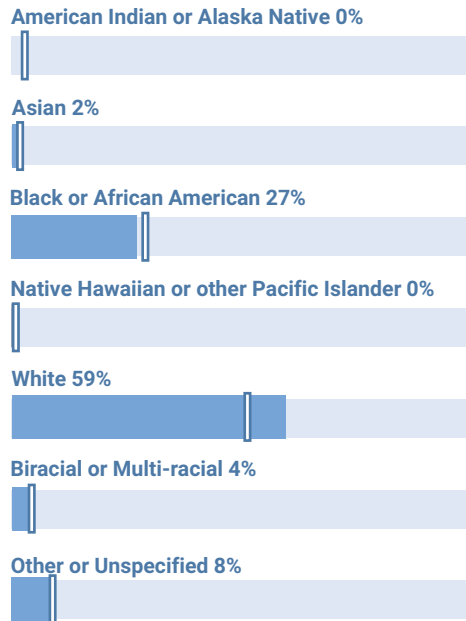 American Indian or Alaska Native 0%
Asian 2%
Black or African American 27%
Native Hawaiian or other Pacific Islander 0%
White 59%
Biracial or Multi-racial 4%
Other or Unspecified 8%